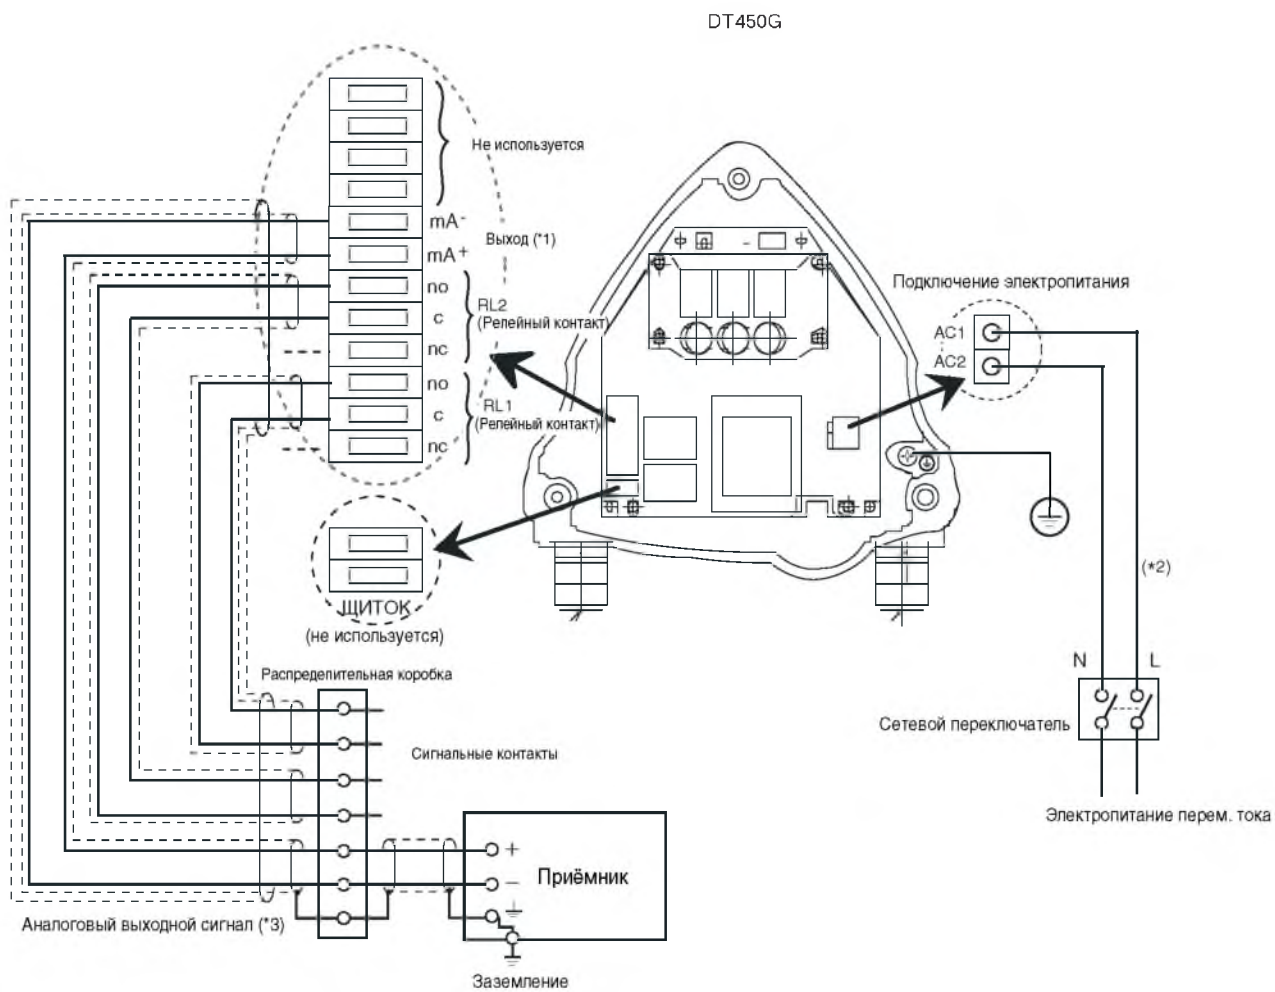 DT450G
Не используется
mA-
Выход (*1)
mA+
no
RL2
c
(Релейный контакт)
nc
no
RL1
c
(Релейный контакт)
nc
Подключение электропитания
AC1
AC2
ЩИТОК
(не используется)
(*2)
N L
Сетевой переключатель
Электропитание перем. тока
Распределительная коробка
Сигнальные контакты
+
Приёмник
−
Аналоговый выходной сигнал (*3)
Заземление